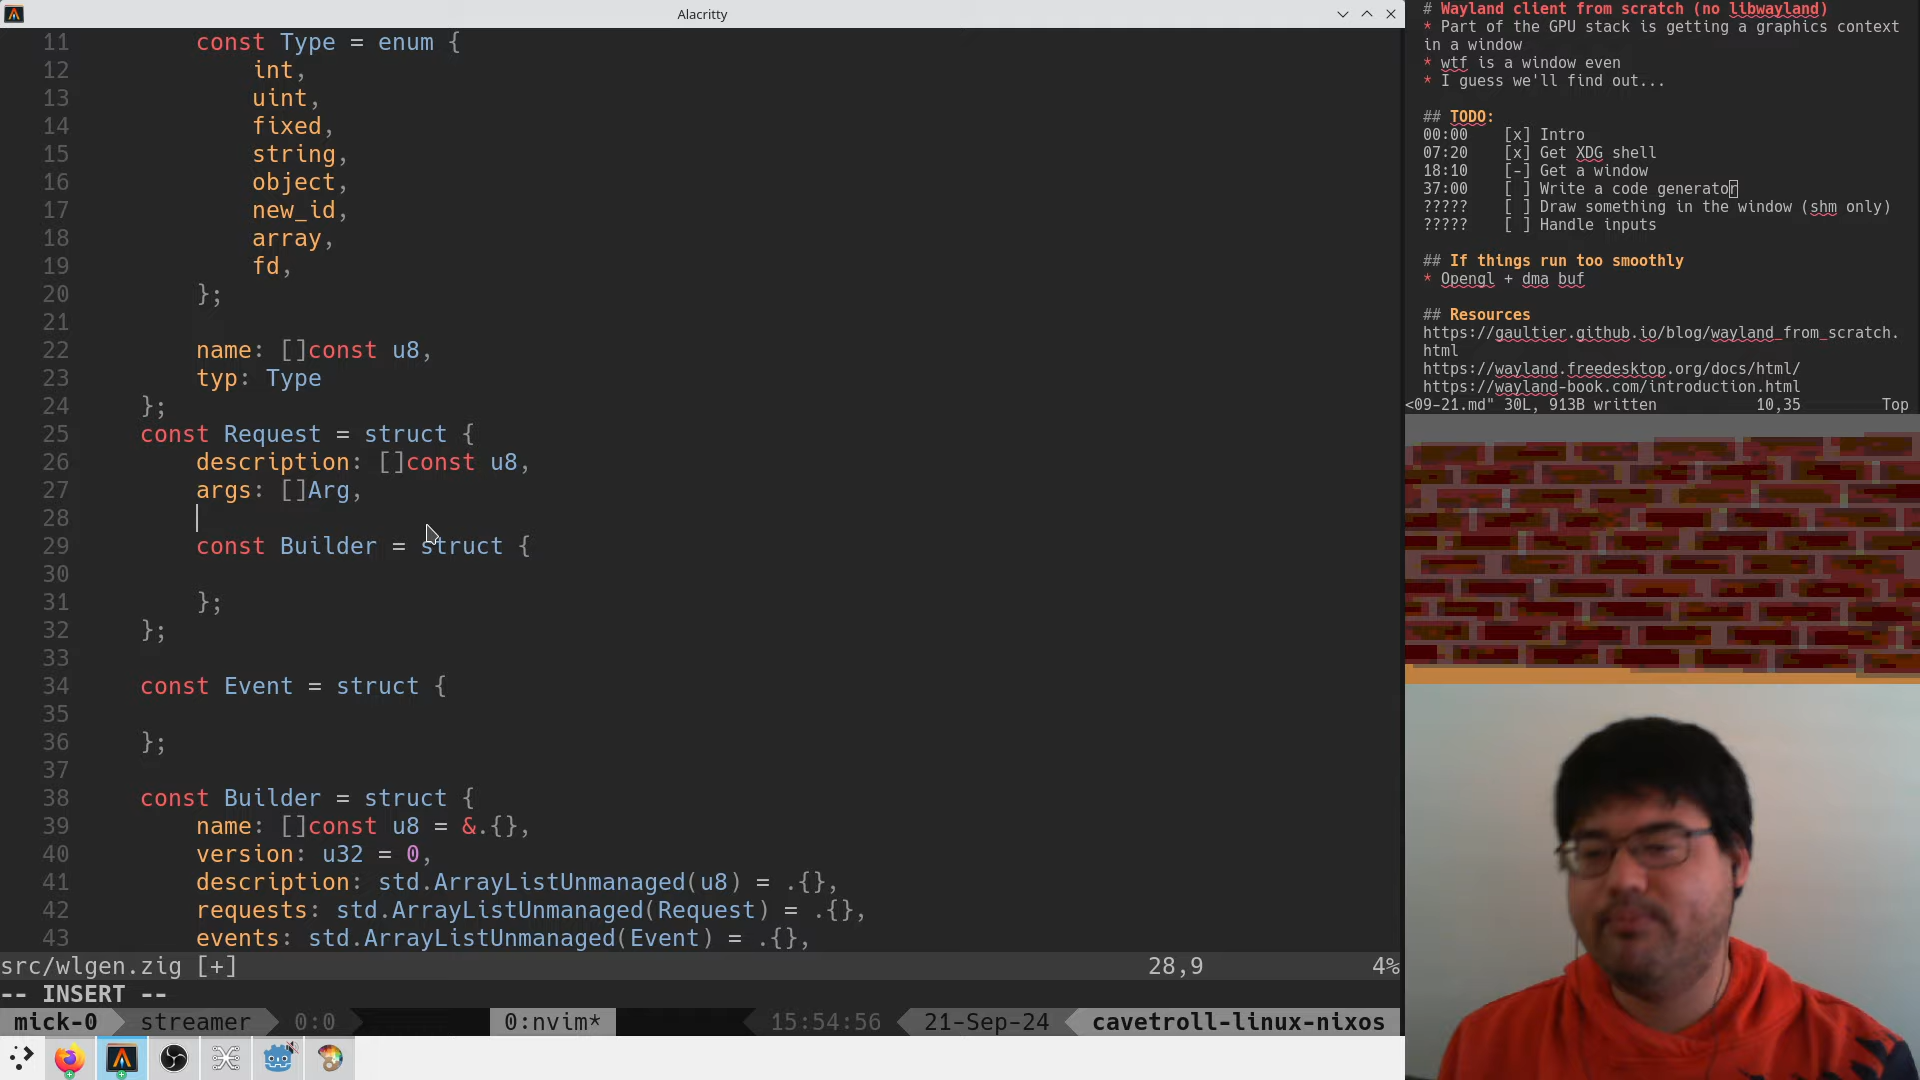 Alacritty
11 const Type = enum {
12 int,
13 uint,
14 fixed,
15 string,
16 object,
17 new_id,
18 array,
19 fd,
20 };
21
22 name: []const u8,
23 typ: Type
24 };
25 const Request = struct {
26 description: []const u8,
27 args: []Arg,
28
29 const Builder = struct {
30
31 };
32 };
33
34 const Event = struct {
35
36 };
37
38 const Builder = struct {
39 name: []const u8 = &.{},
40 version: u32 = 0,
41 description: std.ArrayListUnmanaged(u8) = .{},
42 requests: std.ArrayListUnmanaged(Request) = .{},
43 events: std.ArrayListUnmanaged(Event) = .{},
src/wlgen.zig [+] 28,9 4%
-- INSERT --
mick-0 streamer 0:0 0:nvim* 15:54:56 21-Sep-24 cavetroll-linux-nixos
# Wayland client from scratch (no libwayland)
* Part of the GPU stack is getting a graphics context
in a window
* wtf is a window even
* I guess we'll find out...
## TODO:
00:00 [x] Intro
07:20 [x] Get XDG shell
18:10 [-] Get a window
37:00 [ ] Write a code generator
????? [ ] Draw something in the window (shm only)
????? [ ] Handle inputs
## If things run too smoothly
* Opengl + dma buf
## Resources
https://gaultier.github.io/blog/wayland_from_scratch.
html
https://wayland.freedesktop.org/docs/html/
https://wayland-book.com/introduction.html
<09-21.md" 30L, 913B written 10,35 Top